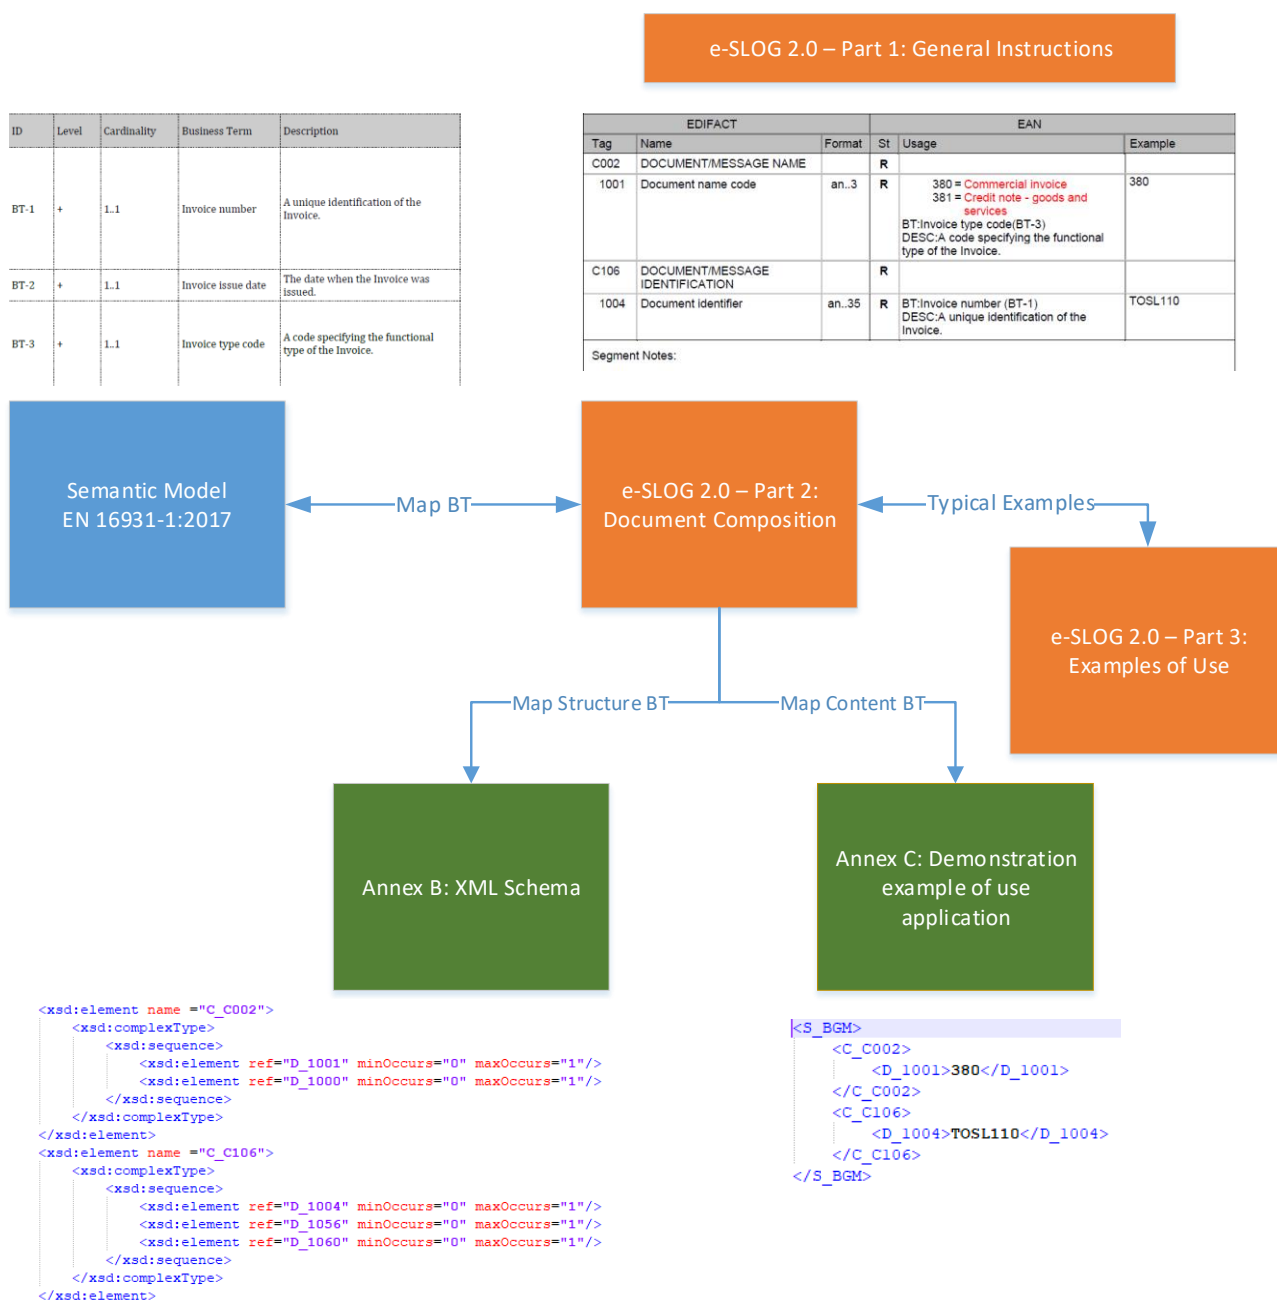 e-SLOG 2.0 – Part 1: General Instructions
ID Level Cardinality Business Term Description
BT-1 + 1..1 Invoice number A unique identification of the
Invoice.
BT-2 + 1..1 Invoice issue date The date when the Invoice was
issued.
BT-3 + 1..1 Invoice type code A code specifying the functional
type of the Invoice.
EDIFACT EAN
Tag Name Format St Usage Example
C002 DOCUMENT/MESSAGE NAME R
1001 Document name code an..3 R 380 = Commercial invoice 380
381 = Credit note - goods and
services
BT:Invoice type code(BT-3)
DESC:A code specifying the functional
type of the Invoice.
C106 DOCUMENT/MESSAGE R
IDENTIFICATION
1004 Document identifier an..35 R BT:Invoice number (BT-1) TOSL110
DESC:A unique identification of the
Invoice.
Segment Notes:
Semantic Model
EN 16931-1:2017
Map BT
e-SLOG 2.0 – Part 2:
Document Composition
Typical Examples
e-SLOG 2.0 – Part 3:
Examples of Use
Map Structure BT
Map Content BT
Annex B: XML Schema
Annex C: Demonstration
example of use
application
<xsd:element name ="C_C002">
<xsd:complexType>
<xsd:sequence>
<xsd:element ref="D_1001" minOccurs="0" maxOccurs="1"/>
<xsd:element ref="D_1000" minOccurs="0" maxOccurs="1"/>
</xsd:sequence>
</xsd:complexType>
</xsd:element>
<xsd:element name ="C_C106">
<xsd:complexType>
<xsd:sequence>
<xsd:element ref="D_1004" minOccurs="0" maxOccurs="1"/>
<xsd:element ref="D_1056" minOccurs="0" maxOccurs="1"/>
<xsd:element ref="D_1060" minOccurs="0" maxOccurs="1"/>
</xsd:sequence>
</xsd:complexType>
</xsd:element>
<S_BGM>
<C_C002>
<D_1001>380</D_1001>
</C_C002>
<C_C106>
<D_1004>TOSL110</D_1004>
</C_C106>
</S_BGM>